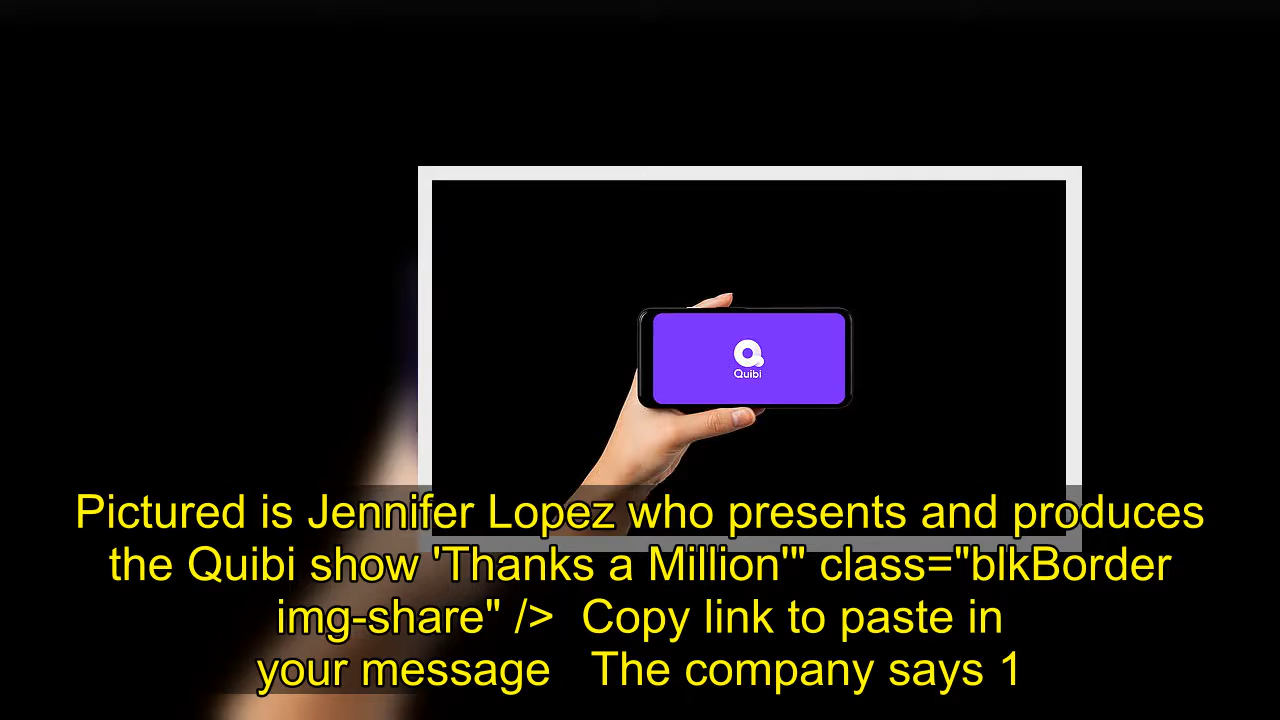 Quibi
Pictured is Jennifer Lopez who presents and produces
the Quibi show 'Thanks a Million'" class="blkBorder
img-share" />  Copy link to paste in
your message   The company says 1